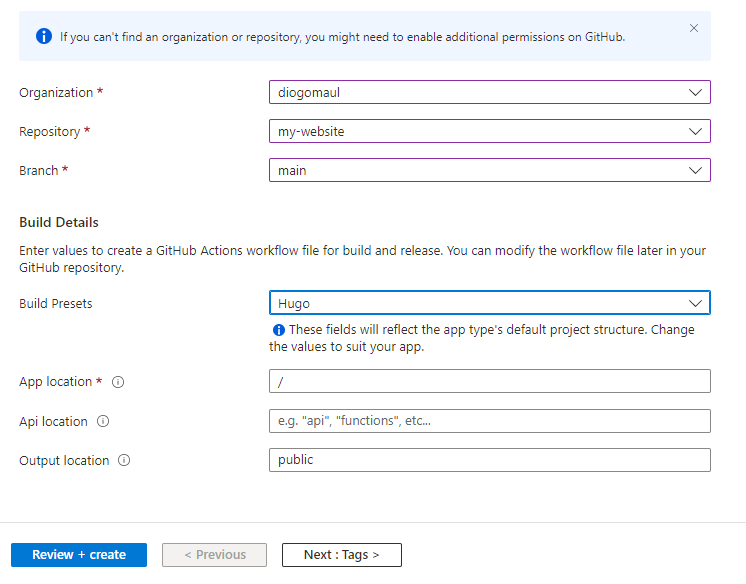 If you can't find an organization or repository, you might need to enable additional permissions on GitHub.
Organization *
diogomaul
Repository *
my-website
Branch *
main
Build Details
Enter values to create a GitHub Actions workflow file for build and release. You can modify the workflow file later in your
GitHub repository.
Build Presets
Hugo
These fields will reflect the app type's default project structure. Change
the values to suit your app.
App location *
/
Api location
e.g. "api", "functions", etc...
Output location
public
Review + create
< Previous
Next : Tags >